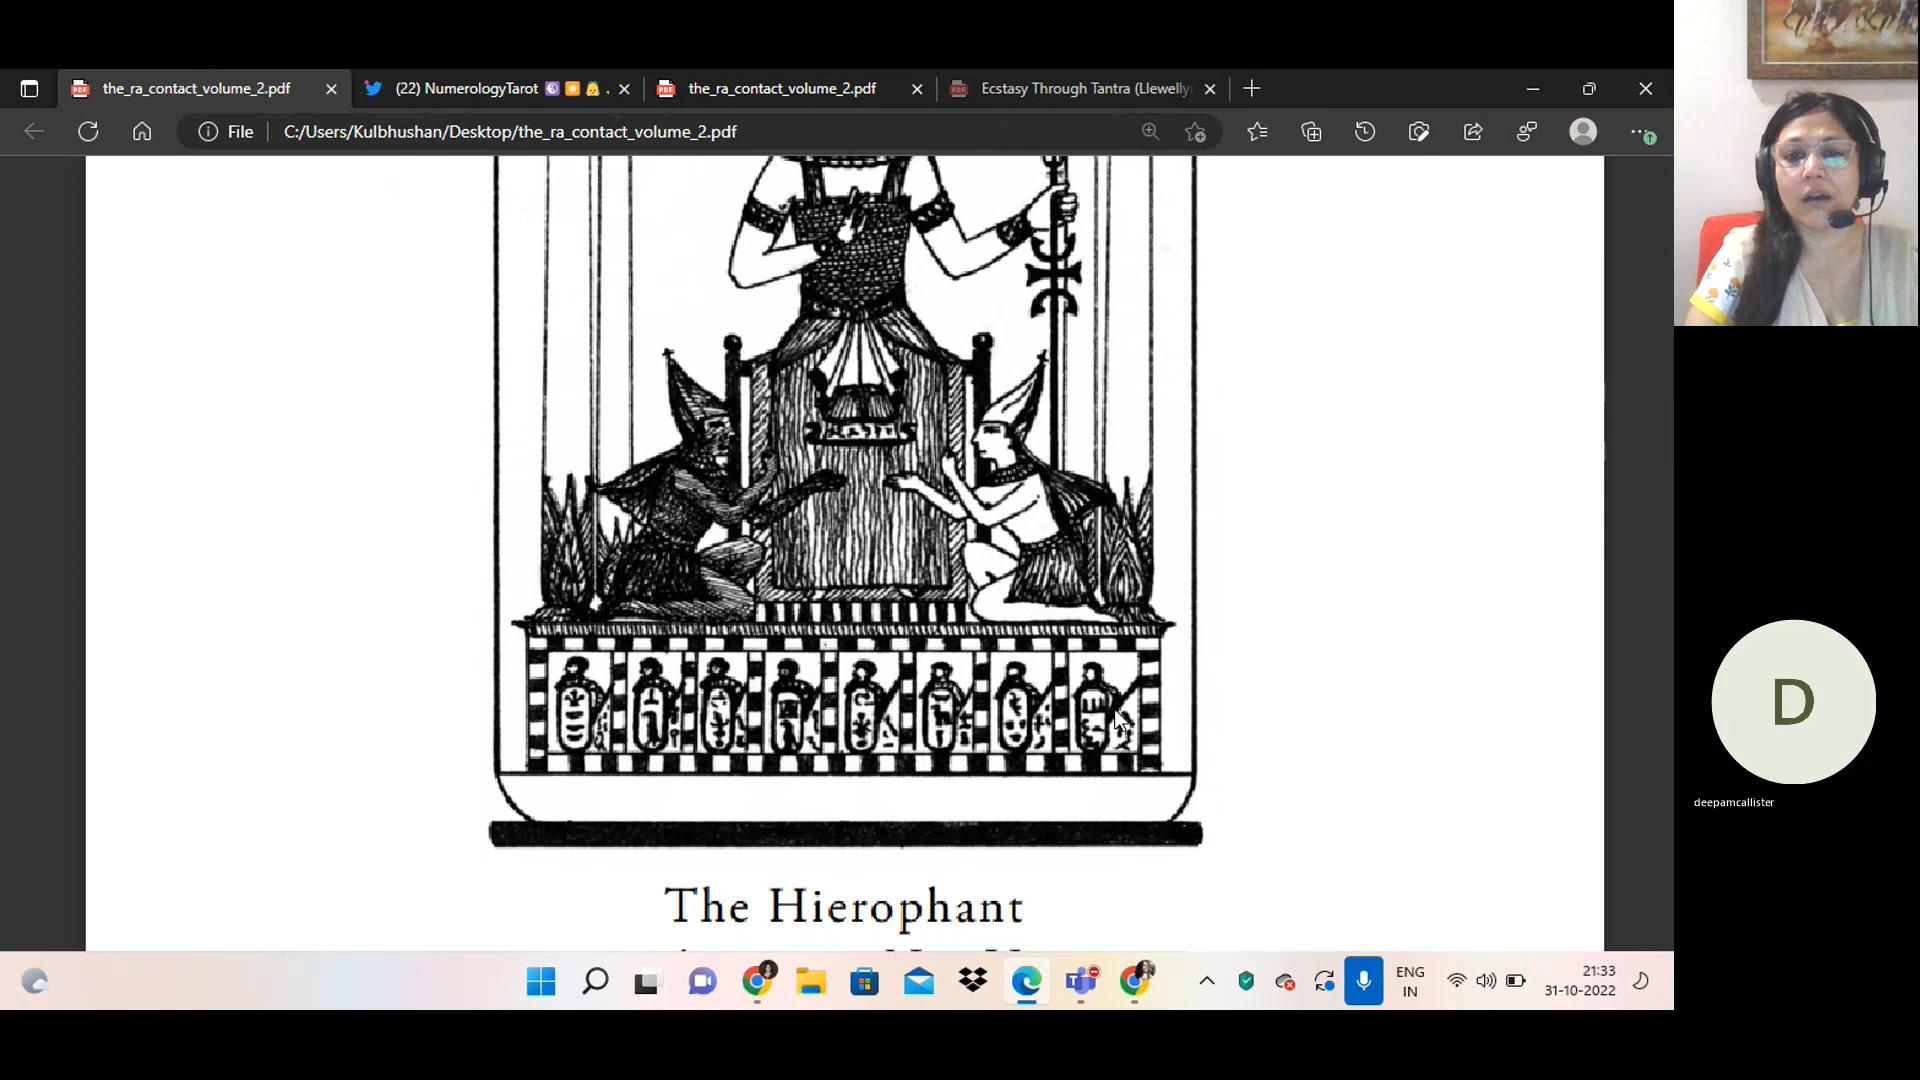 the_ra_contact_volume_2.pdf
(22) NumerologyTarot
the_ra_contact_volume_2.pdf
Ecstasy Through Tantra (Llewelly
File
C:/Users/Kulbhushan/Desktop/the_ra_contact_volume_2.pdf
The Hierophant
D
deepamcallister
ENG
IN
21:33
31-10-2022